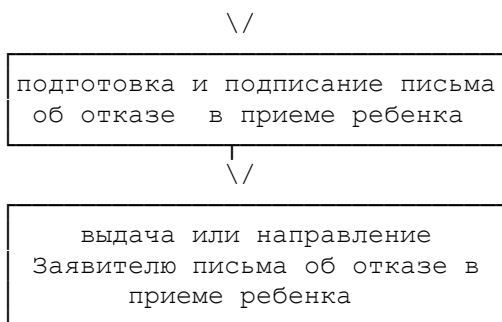 \/
подготовка и подписание письма
об отказе в приеме ребенка
\/
выдача или направление
Заявителю письма об отказе в
приеме ребенка